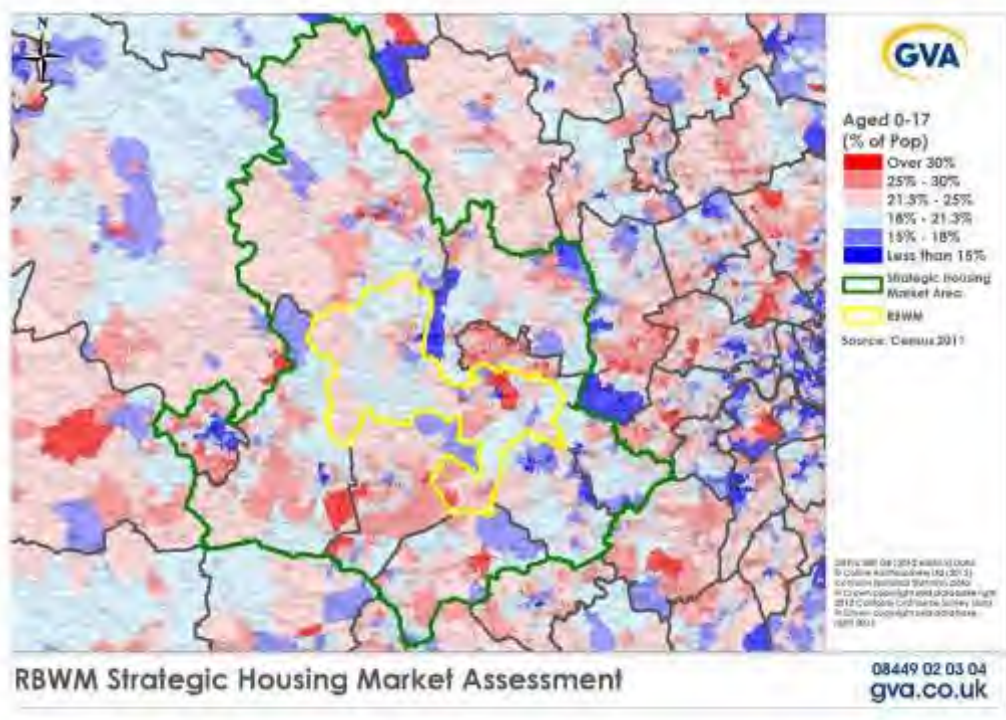 N
GVA
Aged 0-17
(% of Pop)
Over 30%
25% - 30%
21.3% - 25%
18% - 21.3%
15% - 18%
Less than 15%
Strategic Housing
Market Area
RBWM
Source: Census 2011
RBWM Strategic Housing Market Assessment
08449 02 03 04
gva.co.uk